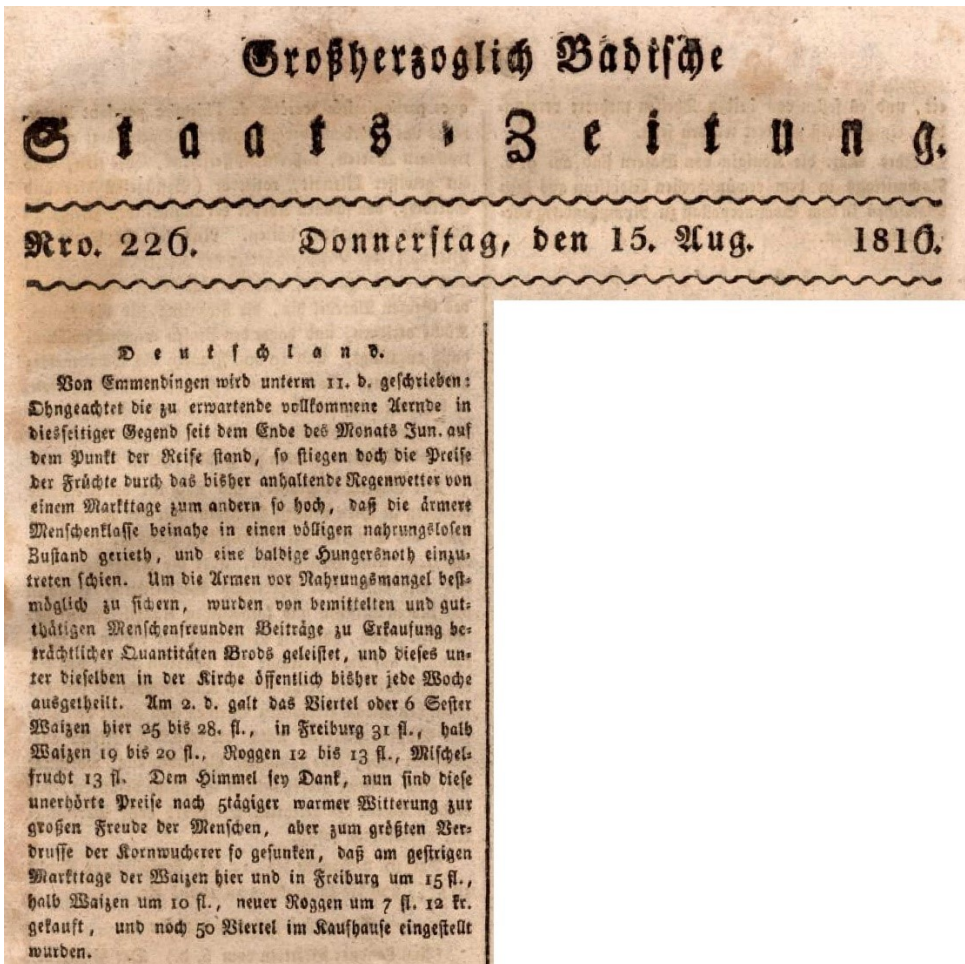 Großherzoglich Badische
Staats-Zeitung.
Nro. 226. Donnerstag, den 15. Aug. 1816.
Deutschland.
Von Emmendingen wird unterm 11. d. geschrieben:
Ohngeachtet die zu erwartende vollkommene Aernde in
diesseitiger Gegend seit dem Ende des Monats Jun. auf
dem Punkt der Reife stand, so stiegen doch die Preise
der Früchte durch das bisher anhaltende Regenwetter von
einem Markttage zum andern so hoch, daß die ärmere
Menschenklasse beinahe in einen völligen nahrungslosen
Zustand gerieth, und eine baldige Hungersnoth einzu-
treten schien. Um die Armen vor Nahrungsmangel best-
möglich zu sichern, wurden von bemittelten und gut-
thätigen Menschenfreunden Beiträge zu Erkaufung be-
trächtlicher Quantitäten Brods geleistet, und dieses un-
ter dieselben in der Kirche öffentlich bisher jede Woche
ausgetheilt. Am 2. d. galt das Viertel oder 6 Sester
Waizen hier 25 bis 28. fl., in Freiburg 31 fl., halb
Waizen 19 bis 20 fl., Roggen 12 bis 13 fl., Mischel-
frucht 13 fl. Dem Himmel sey Dank, nun sind diese
unerhörte Preise nach 5tägiger warmer Witterung zur
großen Freude der Menschen, aber zum größten Ver-
drusse der Kornwucherer so gesunken, daß am gestrigen
Markttage der Waizen hier und in Freiburg um 15 fl.,
halb Waizen um 10 fl., neuer Roggen um 7 fl. 12 kr.
gekauft, und noch 50 Viertel im Kaufhause eingestellt
wurden.